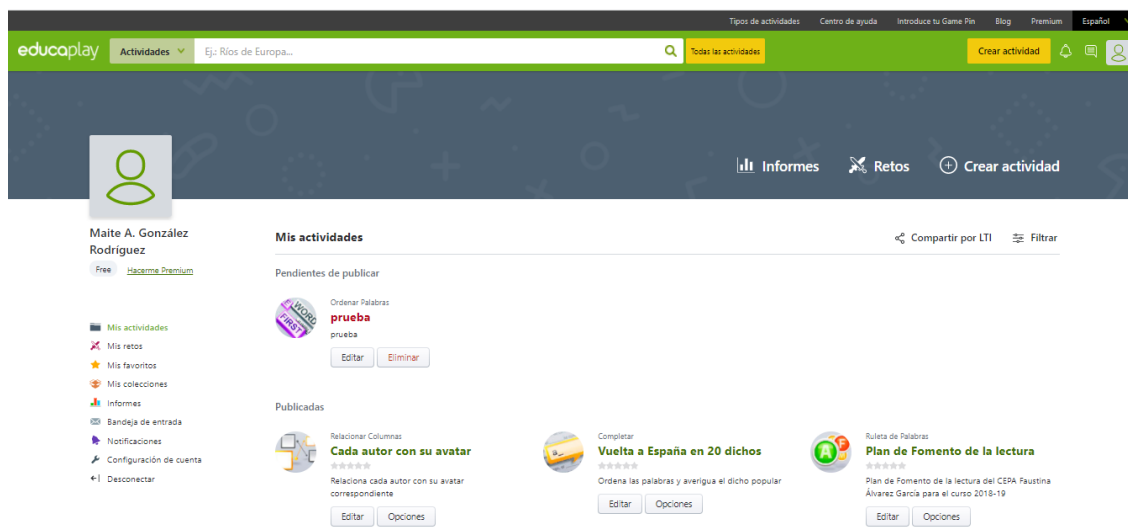 Tipos de actividades Centro de ayuda Introduce tu Game Pin Blog Premium Español
educaplay Actividades Ej.: Ríos de Europa... Todas las actividades Crear actividad
Informes Retos Crear actividad
Maite A. González
Rodríguez
Free Hacerme Premium
Mis actividades
Mis retos
Mis favoritos
Mis colecciones
Informes
Bandeja de entrada
Notificaciones
Configuración de cuenta
Desconectar
Mis actividades Compartir por LTI Filtrar
Pendientes de publicar
WORD
FIRST
Ordenar Palabras
prueba
prueba
Editar Eliminar
Publicadas
Relacionar Columnas
Cada autor con su avatar
Relaciona cada autor con su avatar
correspondiente
Editar Opciones
Completar
Vuelta a España en 20 dichos
Ordena las palabras y averigua el dicho popular
Editar Opciones
A F
Ruleta de Palabras
Plan de Fomento de la lectura
Plan de Fomento de la lectura del CEPA Faustina
Álvarez García para el curso 2018-19
Editar Opciones